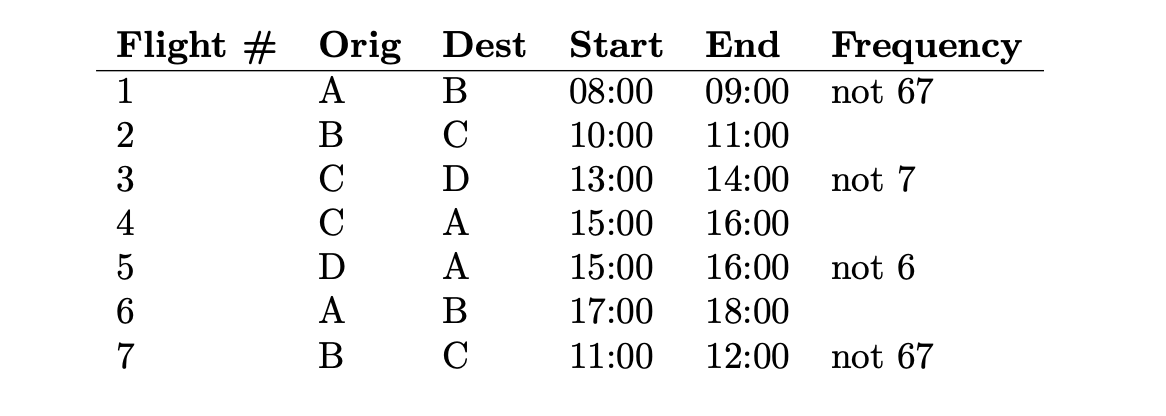 Flight # Orig Dest Start End Frequency
1 A B 08:00 09:00 not 67
2 B C 10:00 11:00
3 C D 13:00 14:00 not 7
4 C A 15:00 16:00
5 D A 15:00 16:00 not 6
6 A B 17:00 18:00
7 B C 11:00 12:00 not 67